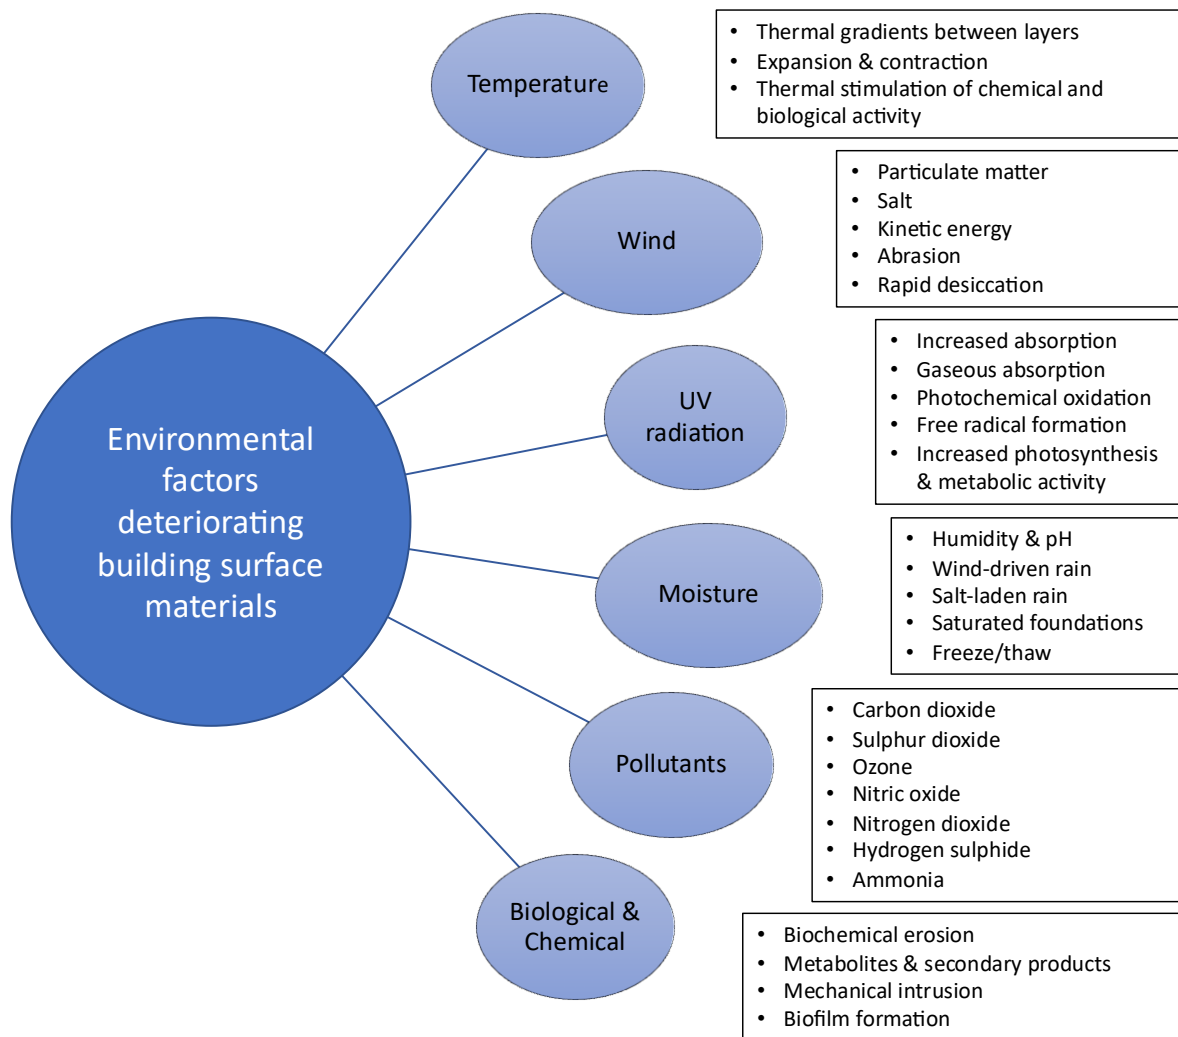 Environmental
factors
deteriorating
building surface
materials
Temperature
• Thermal gradients between layers
• Expansion & contraction
• Thermal stimulation of chemical and
biological activity
Wind
• Particulate matter
• Salt
• Kinetic energy
• Abrasion
• Rapid desiccation
UV
radiation
• Increased absorption
• Gaseous absorption
• Photochemical oxidation
• Free radical formation
• Increased photosynthesis
& metabolic activity
Moisture
• Humidity & pH
• Wind-driven rain
• Salt-laden rain
• Saturated foundations
• Freeze/thaw
Pollutants
• Carbon dioxide
• Sulphur dioxide
• Ozone
• Nitric oxide
• Nitrogen dioxide
• Hydrogen sulphide
• Ammonia
Biological &
Chemical
• Biochemical erosion
• Metabolites & secondary products
• Mechanical intrusion
• Biofilm formation